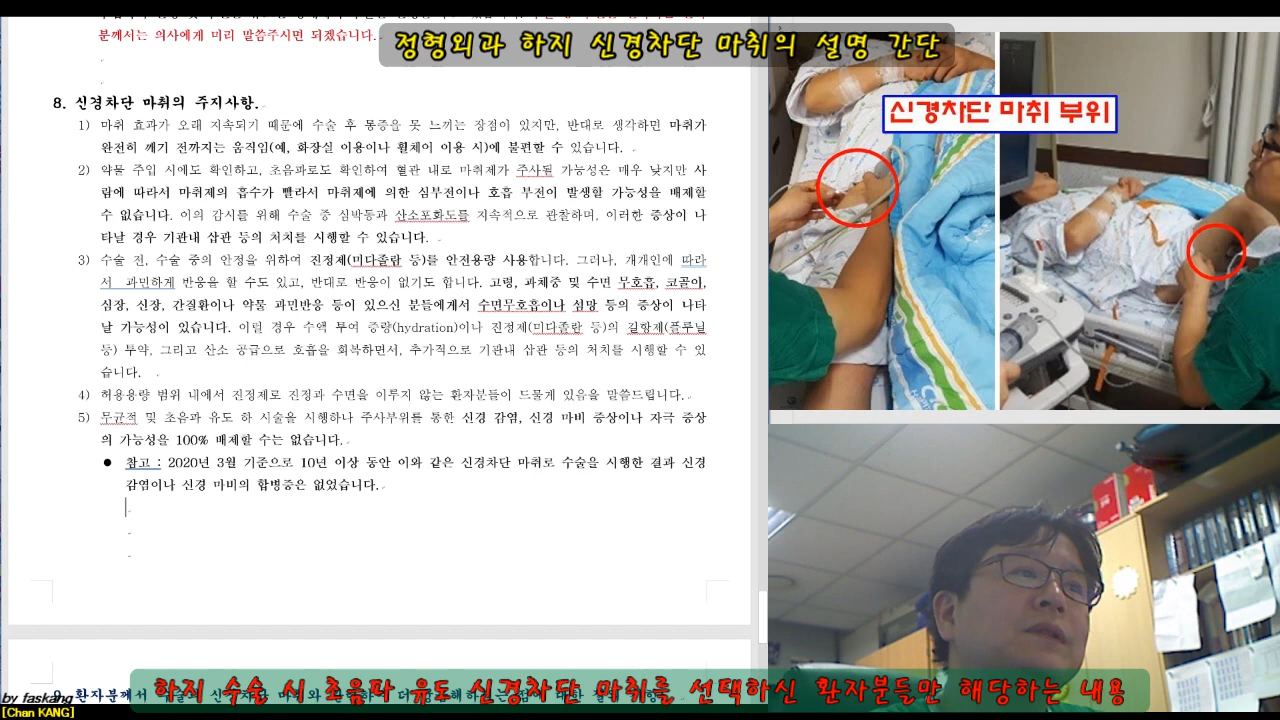 분께서는 의사에게 미리 말씀주시면 되겠습니다.
정형외과 하지 신경차단 마취의 설명 간단
8. 신경차단 마취의 주지사항.
1) 마취 효과가 오래 지속되기 때문에 수술 후 통증을 못 느끼는 장점이 있지만, 반대로 생각하면 마취가
완전히 깨기 전까지는 움직임(예, 화장실 이용이나 휠체어 이용 시)에 불편할 수 있습니다.
2) 약물 주입 시에도 확인하고, 초음파로도 확인하여 혈관 내로 마취제가 주사될 가능성은 매우 낮지만 사
람에 따라서 마취제의 흡수가 빨라서 마취제에 의한 심부전이나 호흡 부전이 발생할 가능성을 배제할
수 없습니다. 이의 감시를 위해 수술 중 심박동과 산소포화도를 지속적으로 관찰하며, 이러한 증상이 나
타날 경우 기관내 삽관 등의 처치를 시행할 수 있습니다.
3) 수술 전, 수술 중의 안정을 위하여 진정제(미다졸람 등)를 안전용량 사용합니다. 그러나, 개개인에 따라
서 과민하게 반응을 할 수도 있고, 반대로 반응이 없기도 합니다. 고령, 과체중 및 수면 무호흡, 코골이,
심장, 신장, 간질환이나 약물 과민반응 등이 있으신 분들에게서 수면무호흡이나 섬망 등의 증상이 나타
날 가능성이 있습니다. 이럴 경우 수액 투여 증량(hydration)이나 진정제(미다졸람 등)의 길항제(플루닐
등) 투약, 그리고 산소 공급으로 호흡을 회복하면서, 추가적으로 기관내 삽관 등의 처치를 시행할 수 있
습니다.
4) 허용용량 범위 내에서 진정제로 진정과 수면을 이루지 않는 환자분들이 드물게 있음을 말씀드립니다.
5) 무균적 및 초음파 유도 하 시술을 시행하나 주사부위를 통한 신경 감염, 신경 마비 증상이나 자극 증상
의 가능성을 100% 배제할 수는 없습니다.
● 참고 : 2020년 3월 기준으로 10년 이상 동안 이와 같은 신경차단 마취로 수술을 시행한 결과 신경
감염이나 신경 마비의 합병증은 없었습니다.
신경차단 마취 부위
환자분께서
하지 수술 시 초음파 유도 신경차단 마취를 선택하신 환자분들만 해당하는 내용
by faskang
[Chan KANG]